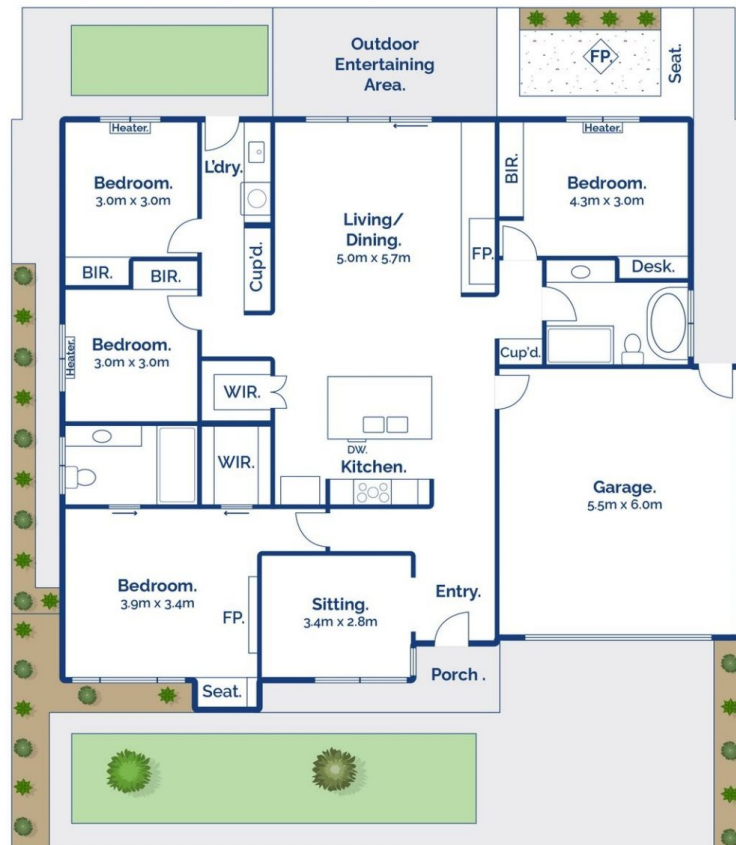 Outdoor
Entertaining
Area.
FP.
Seat.
Heater.
L'dry.
Heater.
Bedroom.
3.0m x 3.0m
BIR.
Bedroom.
4.3m x 3.0m
Living/
Dining.
5.0m x 5.7m
FP.
BIR.
BIR.
Cup'd.
Desk.
Heater.
Bedroom.
3.0m x 3.0m
Cup'd.
WIR.
DW.
Kitchen.
WIR.
Garage.
5.5m x 6.0m
Bedroom.
3.9m x 3.4m
FP.
Sitting.
3.4m x 2.8m
Entry.
Porch .
Seat.